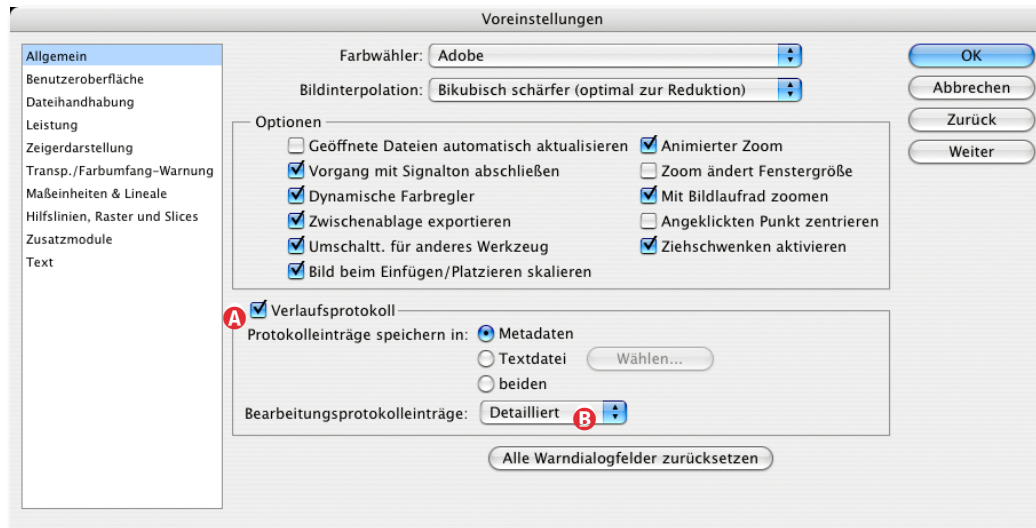 Voreinstellungen
Allgemein
Benutzeroberfläche
Dateihandhabung
Leistung
Zeigerdarstellung
Transp./Farbumfang-Warnung
Maßeinheiten & Lineale
Hilfslinien, Raster und Slices
Zusatzmodule
Text
Farbwähler: Adobe
Bildinterpolation: Bikubisch schärfer (optimal zur Reduktion)
Optionen
Geöffnete Dateien automatisch aktualisieren
Vorgang mit Signalton abschließen
Dynamische Farbregler
Zwischenablage exportieren
Umschaltt. für anderes Werkzeug
Bild beim Einfügen/Platzieren skalieren
Animierter Zoom
Zoom ändert Fenstergröße
Mit Bildlaufrad zoomen
Angeklickten Punkt zentrieren
Ziehschwenken aktivieren
A Verlaufsprotokoll
Protokolleinträge speichern in: Metadaten
Textdatei Wählen...
beiden
Bearbeitungsprotokolleinträge: Detailliert B
Alle Warndialogfelder zurücksetzen
OK
Abbrechen
Zurück
Weiter